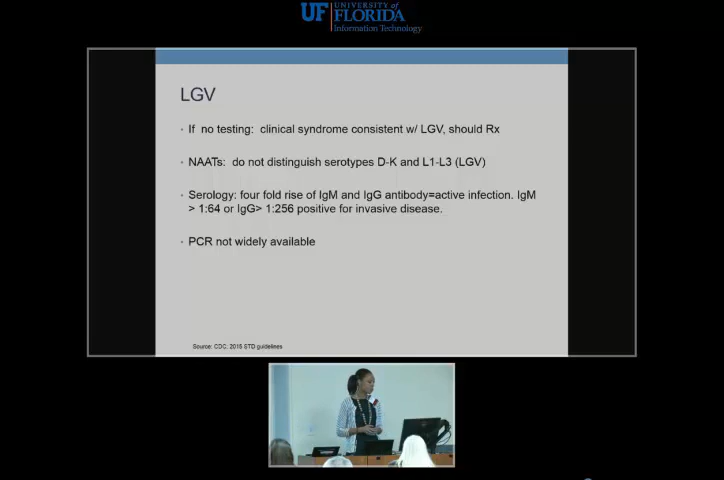 UF UNIVERSITY of
FLORIDA
Information Technology
LGV
• If no testing: clinical syndrome consistent w/ LGV, should Rx
• NAATs: do not distinguish serotypes D-K and L1-L3 (LGV)
• Serology: four fold rise of IgM and IgG antibody=active infection. IgM
> 1:64 or IgG> 1:256 positive for invasive disease.
• PCR not widely available
Source: CDC; 2015 STD guidelines